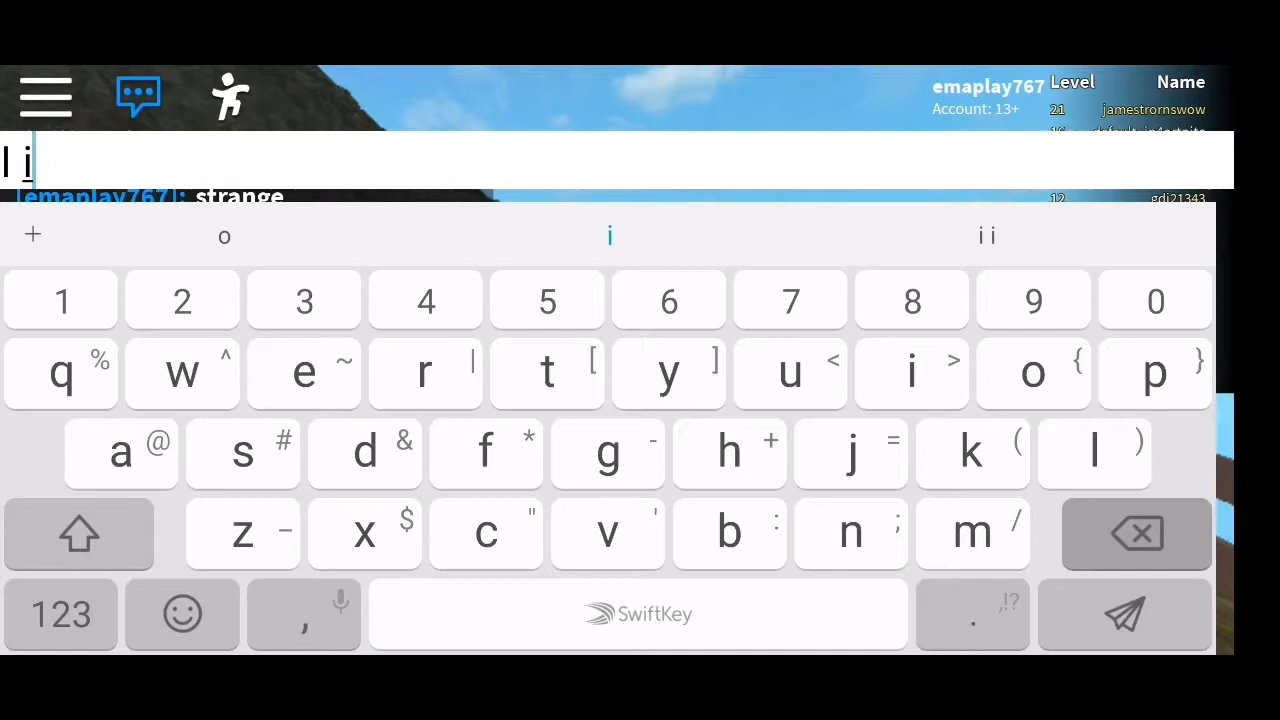 emaplay767
Account: 13+
Level Name
21 jamestrornswow
I i
[emaplay767]: strange
12 gdj21343
+ o i i i
1 2 3 4 5 6 7 8 9 0
q % w ^ e ~ r | t [ y ] u < i > o { p }
a @ s # d & f * g - h + j = k ( l )
z _ x $ c " v ' b : n ; m /
123 , SwiftKey . ,!?